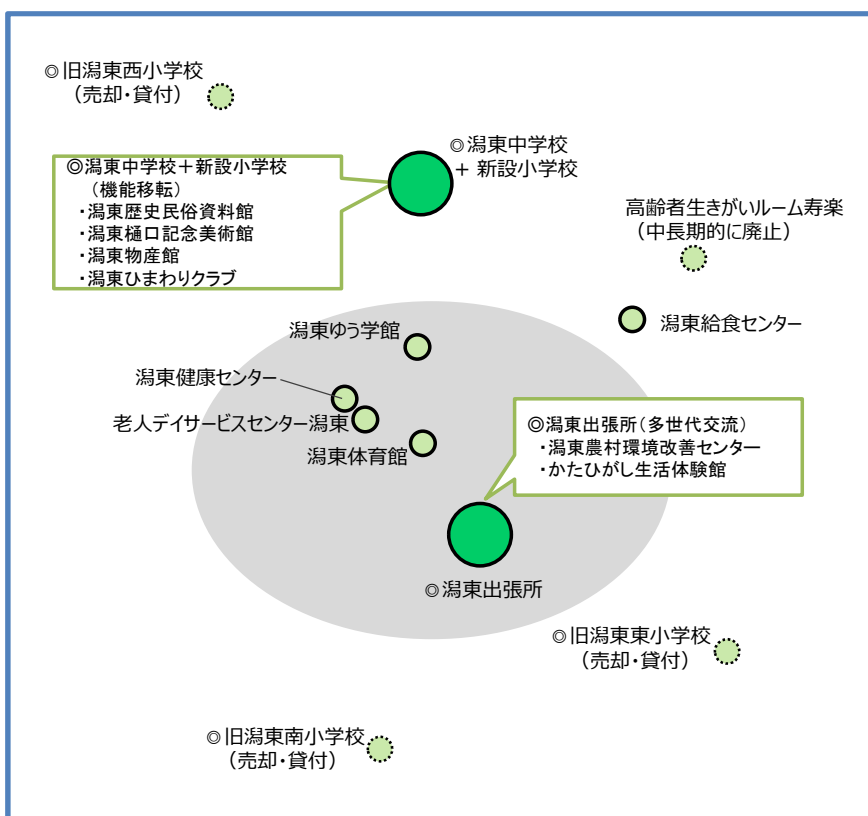 ◎旧潟東西小学校
（売却・貸付）
◎潟東中学校
＋ 新設小学校
◎潟東中学校＋新設小学校
（機能移転）
・潟東歴史民俗資料館
・潟東樋口記念美術館
・潟東物産館
・潟東ひまわりクラブ
高齢者生きがいルーム寿楽
（中長期的に廃止）
潟東給食センター
潟東ゆう学館
潟東健康センター
老人デイサービスセンター潟東
潟東体育館
◎潟東出張所（多世代交流）
・潟東農村環境改善センター
・かたひがし生活体験館
◎潟東出張所
◎旧潟東東小学校
（売却・貸付）
◎旧潟東南小学校
（売却・貸付）